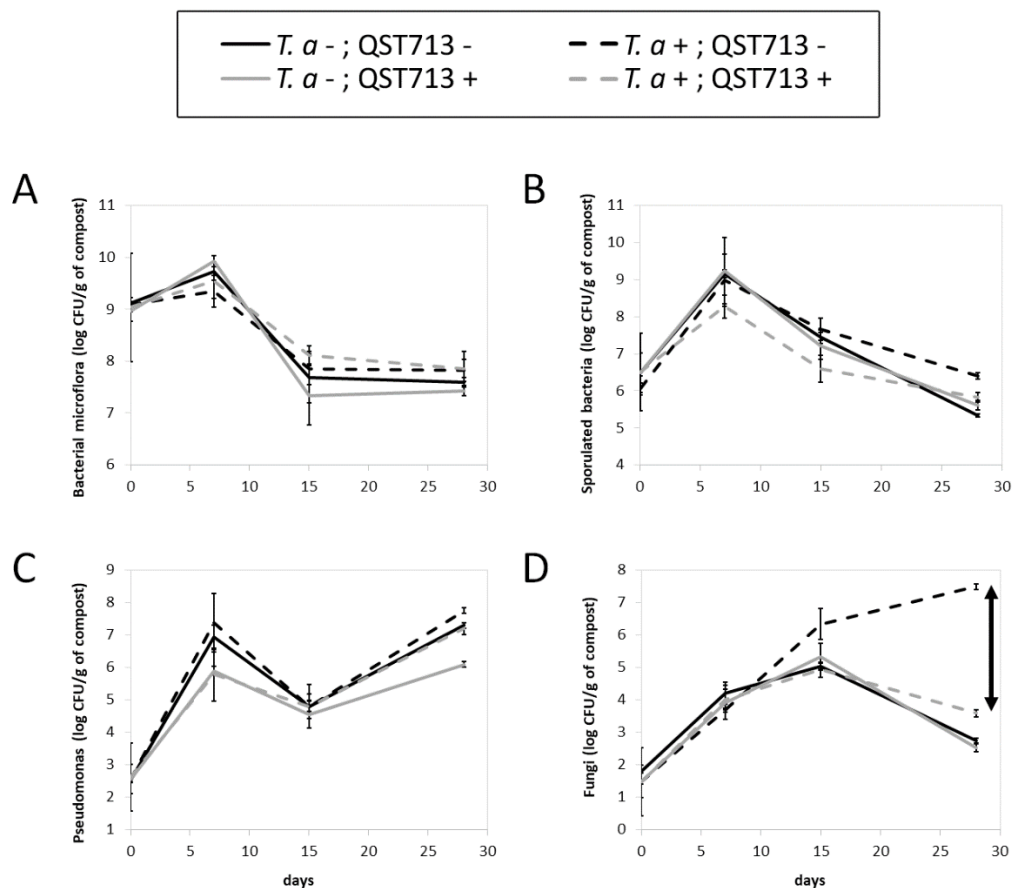 T. a - ; QST713 -
T. a + ; QST713 -
T. a - ; QST713 +
T. a + ; QST713 +
A
Bacterial microflora (log CFU/g of compost)
11
10
9
8
7
6
0 5 10 15 20 25 30
B
Sporulated bacteria (log CFU/g of compost)
11
10
9
8
7
6
5
4
0 5 10 15 20 25 30
C
Pseudomonas (log CFU/g of compost)
9
8
7
6
5
4
3
2
1
0 5 10 15 20 25 30
days
D
Fungi (log CFU/g of compost)
8
7
6
5
4
3
2
1
0
0 5 10 15 20 25 30
days